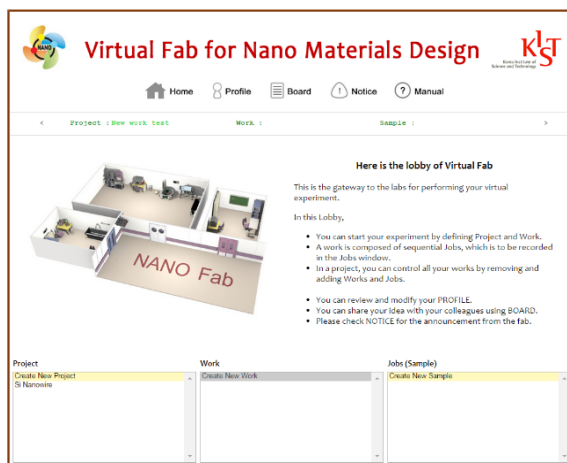 NANO
Virtual Fab for Nano Materials Design
KIST
Korea Institute of
Science and Technology
Home Profile Board ! Notice ? Manual
< Project : New work test Work : Sample : >
Here is the lobby of Virtual Fab
This is the gateway to the labs for performing your virtual
experiment.
In this Lobby,
• You can start your experiment by defining Project and Work.
• A work is composed of sequential Jobs, which is to be recorded
in the Jobs window.
• In a project, you can control all your works by removing and
adding Works and Jobs.
• You can review and modify your PROFILE.
• You can share your idea with your colleagues using BOARD.
• Please check NOTICE for the announcement from the fab.
NANO Fab
Project Work Jobs (Sample)
Create New Project Create New Work Create New Sample
Si Nanowire